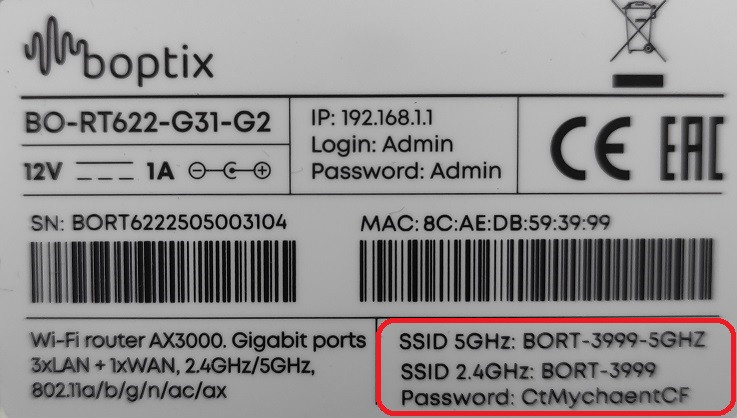 boptix
BO-RT622-G31-G2
12V 1A
IP: 192.168.1.1
Login: Admin
Password: Admin
CE EAC
SN: BORT6222505003104
MAC: 8C:AE:DB:59:39:99
Wi-Fi router AX3000. Gigabit ports
3xLAN + 1xWAN, 2.4GHz/5GHz,
802.11a/b/g/n/ac/ax
SSID 5GHz: BORT-3999-5GHZ
SSID 2.4GHz: BORT-3999
Password: CtMychaentCF